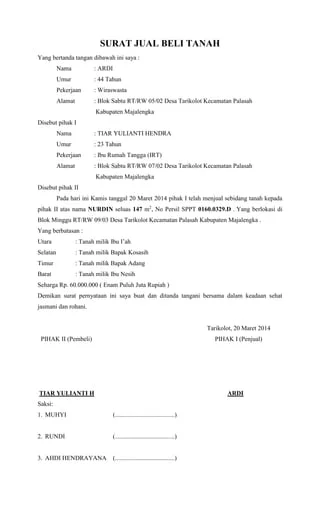 SURAT JUAL BELI TANAH
Yang bertanda tangan dibawah ini saya :
Nama : ARDI
Umur : 44 Tahun
Pekerjaan : Wiraswasta
Alamat : Blok Sabtu RT/RW 05/02 Desa Tarikolot Kecamatan Palasah
Kabupaten Majalengka
Disebut pihak I
Nama : TIAR YULIANTI HENDRA
Umur : 23 Tahun
Pekerjaan : Ibu Rumah Tangga (IRT)
Alamat : Blok Sabtu RT/RW 07/02 Desa Tarikolot Kecamatan Palasah
Kabupaten Majalengka
Disebut pihak II
Pada hari ini Kamis tanggal 20 Maret 2014 pihak I telah menjual sebidang tanah kepada
pihak II atas nama NURDIN seluas 147 m², No Persil SPPT 0160.0329.D . Yang berlokasi di
Blok Minggu RT/RW 09/03 Desa Tarikolot Kecamatan Palasah Kabupaten Majalengka .
Yang berbatasan :
Utara : Tanah milik Ibu I’ah
Selatan : Tanah milik Bapak Kosasih
Timur : Tanah milik Bapak Adang
Barat : Tanah milik Ibu Nesih
Seharga Rp. 60.000.000 ( Enam Puluh Juta Rupiah )
Demikian surat pernyataan ini saya buat dan ditanda tangani bersama dalam keadaan sehat
jasmani dan rohani.
Tarikolot, 20 Maret 2014
PIHAK II (Pembeli) PIHAK I (Penjual)
TIAR YULIANTI H ARDI
Saksi:
1. MUHYI (.......................................)
2. RUNDI (.......................................)
3. AHDI HENDRAYANA (.......................................)